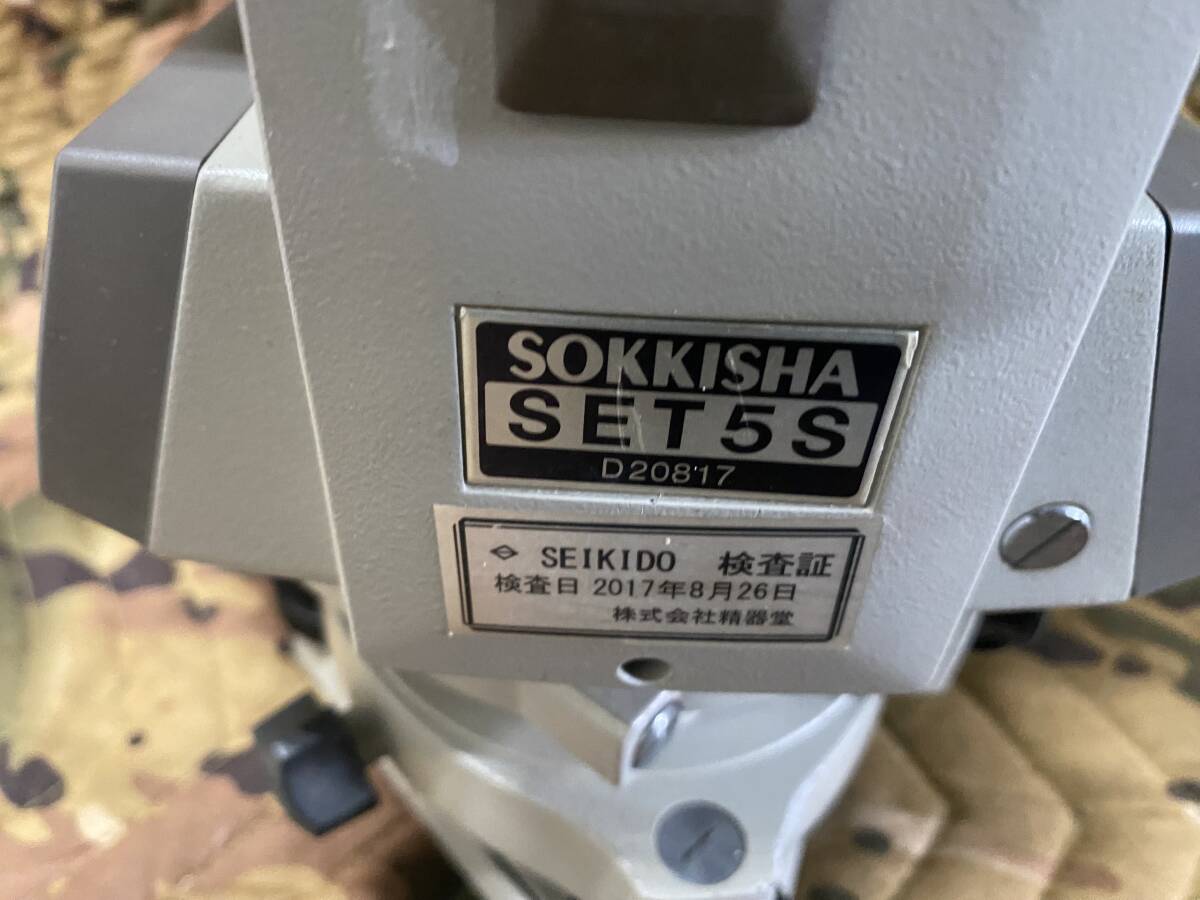 SOKKISHA
SET5S
D20817
SEIKIDO 検査証
検査日 2017年8月26日
株式会社精器堂